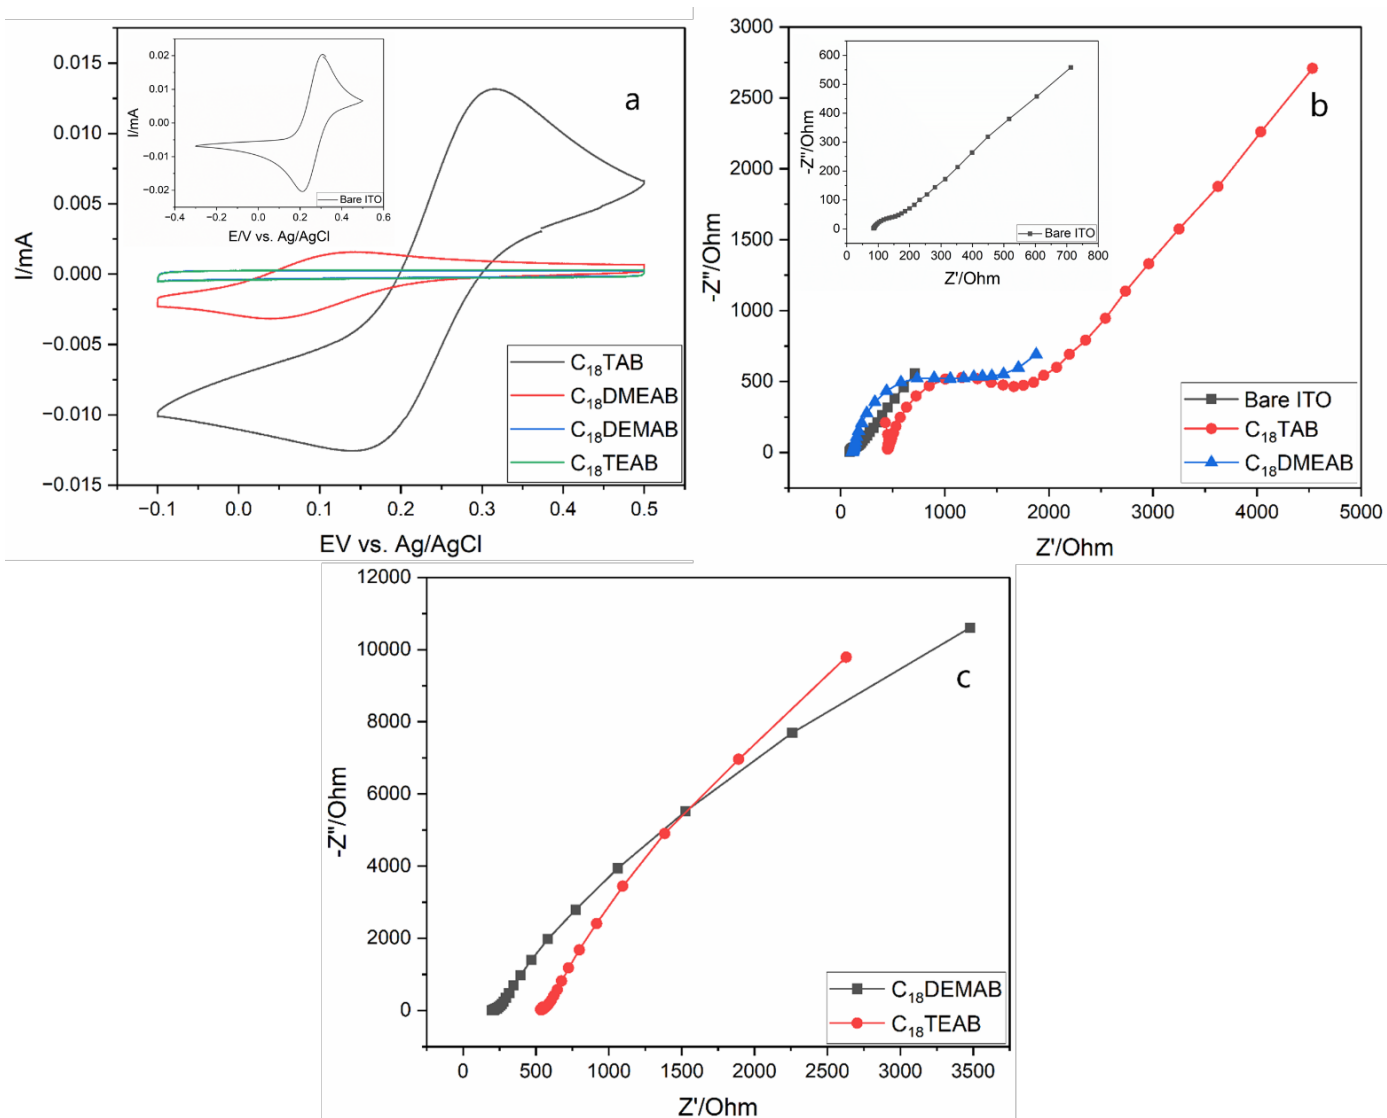 a
0.015
0.010
0.005
0.000
−0.005
−0.010
−0.015
I/mA
−0.1
0.0
0.1
0.2
0.3
0.4
0.5
EV vs. Ag/AgCl
C₁₈TAB
C₁₈DMEAB
C₁₈DEMAB
C₁₈TEAB
0.02
0.01
0.00
−0.01
−0.02
I/mA
−0.4
−0.2
0.0
0.2
0.4
0.6
Bare ITO
E/V vs. Ag/AgCl
b
3000
2500
2000
1500
1000
500
0
-Z"/Ohm
0
1000
2000
3000
4000
5000
Z'/Ohm
Bare ITO
C₁₈TAB
C₁₈DMEAB
600
500
400
300
200
100
0
-Z"/Ohm
0
100
200
300
400
500
600
700
800
Bare ITO
Z'/Ohm
c
12000
10000
8000
6000
4000
2000
0
-Z"/Ohm
0
500
1000
1500
2000
2500
3000
3500
Z'/Ohm
C₁₈DEMAB
C₁₈TEAB